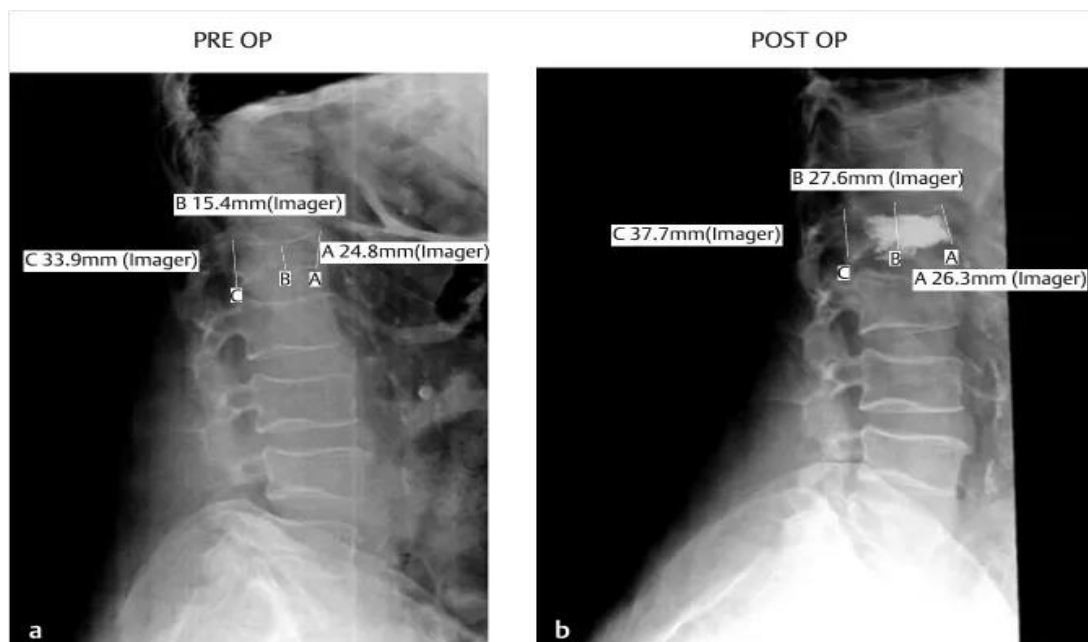 PRE OP
POST OP
B 15.4mm(Imager)
C 33.9mm(Imager)
A 24.8mm(Imager)
C
B
A
a
B 27.6mm (Imager)
C 37.7mm(Imager)
C
B
A
A 26.3mm (Imager)
b